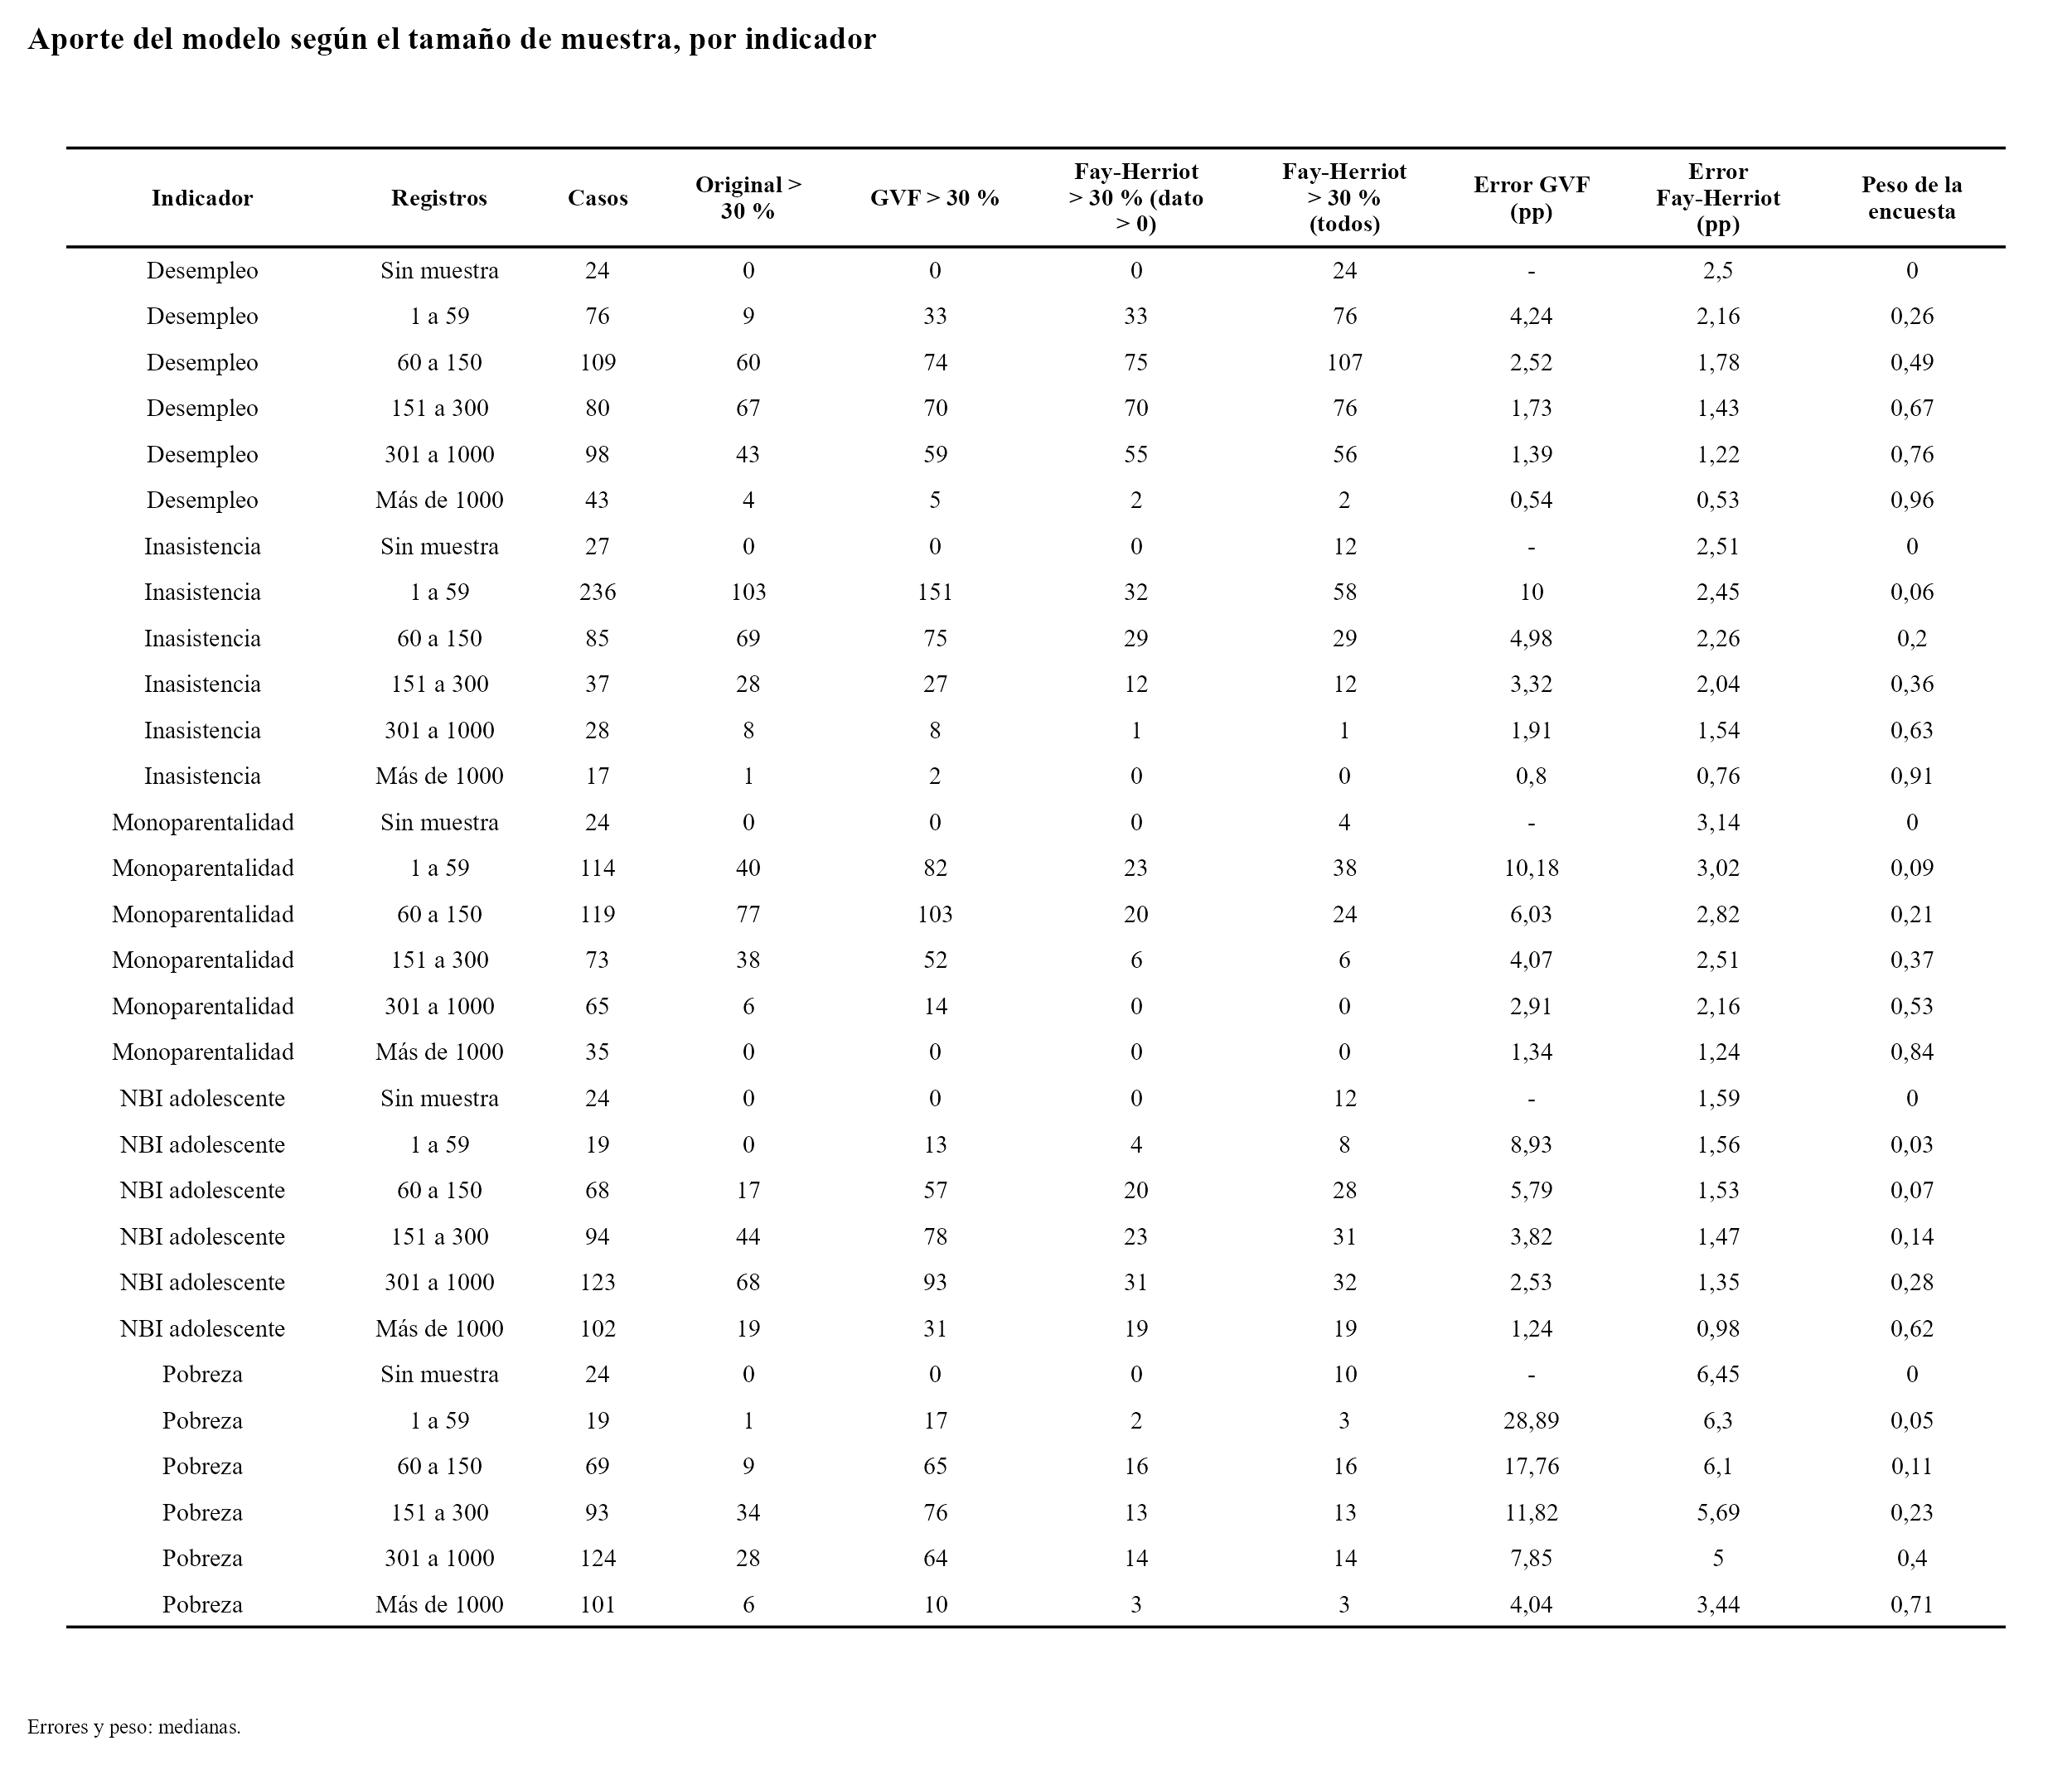 Aporte del modelo según el tamaño de muestra, por indicador
Indicador Registros Casos Original > 30 % GVF > 30 % Fay-Herriot > 30 % (dato > 0) Fay-Herriot > 30 % (todos) Error GVF (pp) Error Fay-Herriot (pp) Peso de la encuesta
Desempleo Sin muestra 24 0 0 0 24 - 2,5 0
Desempleo 1 a 59 76 9 33 33 76 4,24 2,16 0,26
Desempleo 60 a 150 109 60 74 75 107 2,52 1,78 0,49
Desempleo 151 a 300 80 67 70 70 76 1,73 1,43 0,67
Desempleo 301 a 1000 98 43 59 55 56 1,39 1,22 0,76
Desempleo Más de 1000 43 4 5 2 2 0,54 0,53 0,96
Inasistencia Sin muestra 27 0 0 0 12 - 2,51 0
Inasistencia 1 a 59 236 103 151 32 58 10 2,45 0,06
Inasistencia 60 a 150 85 69 75 29 29 4,98 2,26 0,2
Inasistencia 151 a 300 37 28 27 12 12 3,32 2,04 0,36
Inasistencia 301 a 1000 28 8 8 1 1 1,91 1,54 0,63
Inasistencia Más de 1000 17 1 2 0 0 0,8 0,76 0,91
Monoparentalidad Sin muestra 24 0 0 0 4 - 3,14 0
Monoparentalidad 1 a 59 114 40 82 23 38 10,18 3,02 0,09
Monoparentalidad 60 a 150 119 77 103 20 24 6,03 2,82 0,21
Monoparentalidad 151 a 300 73 38 52 6 6 4,07 2,51 0,37
Monoparentalidad 301 a 1000 65 6 14 0 0 2,91 2,16 0,53
Monoparentalidad Más de 1000 35 0 0 0 0 1,34 1,24 0,84
NBI adolescente Sin muestra 24 0 0 0 12 - 1,59 0
NBI adolescente 1 a 59 19 0 13 4 8 8,93 1,56 0,03
NBI adolescente 60 a 150 68 17 57 20 28 5,79 1,53 0,07
NBI adolescente 151 a 300 94 44 78 23 31 3,82 1,47 0,14
NBI adolescente 301 a 1000 123 68 93 31 32 2,53 1,35 0,28
NBI adolescente Más de 1000 102 19 31 19 19 1,24 0,98 0,62
Pobreza Sin muestra 24 0 0 0 10 - 6,45 0
Pobreza 1 a 59 19 1 17 2 3 28,89 6,3 0,05
Pobreza 60 a 150 69 9 65 16 16 17,76 6,1 0,11
Pobreza 151 a 300 93 34 76 13 13 11,82 5,69 0,23
Pobreza 301 a 1000 124 28 64 14 14 7,85 5 0,4
Pobreza Más de 1000 101 6 10 3 3 4,04 3,44 0,71
Errores y peso: medianas.